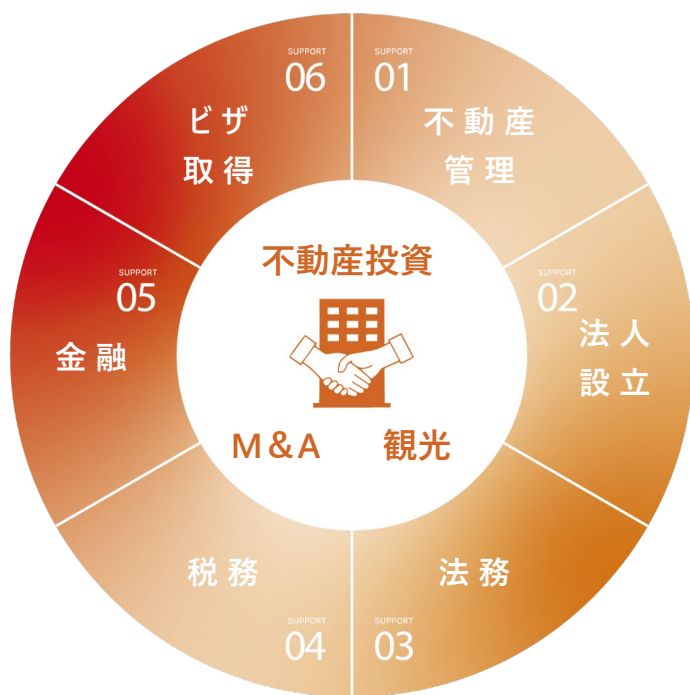 SUPPORT
01
不動産
管理
SUPPORT
02
法人
設立
SUPPORT
03
法務
SUPPORT
04
税務
SUPPORT
05
金融
SUPPORT
06
ビザ
取得
不動産投資
M&A 観光